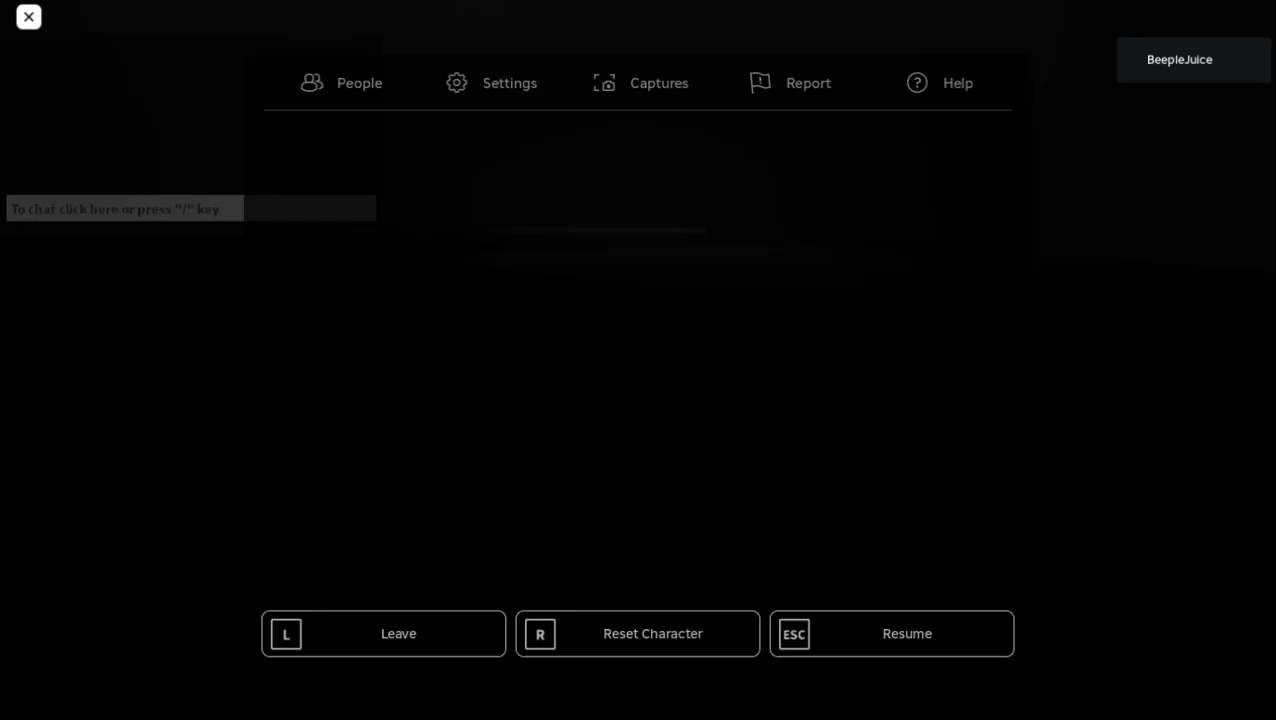 BeepleJuice
People Settings Captures Report Help
To chat click here or press "/" key
L Leave R Reset Character ESC Resume